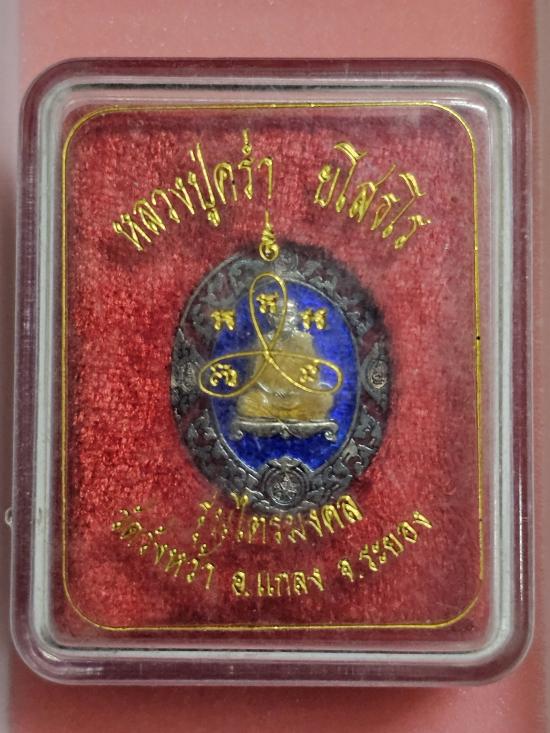 หลวงปู่คร่ำ ยโสธโร
รุ่นไตรมงคล
วัดวังหว้า อ.แกลง จ.ระยอง